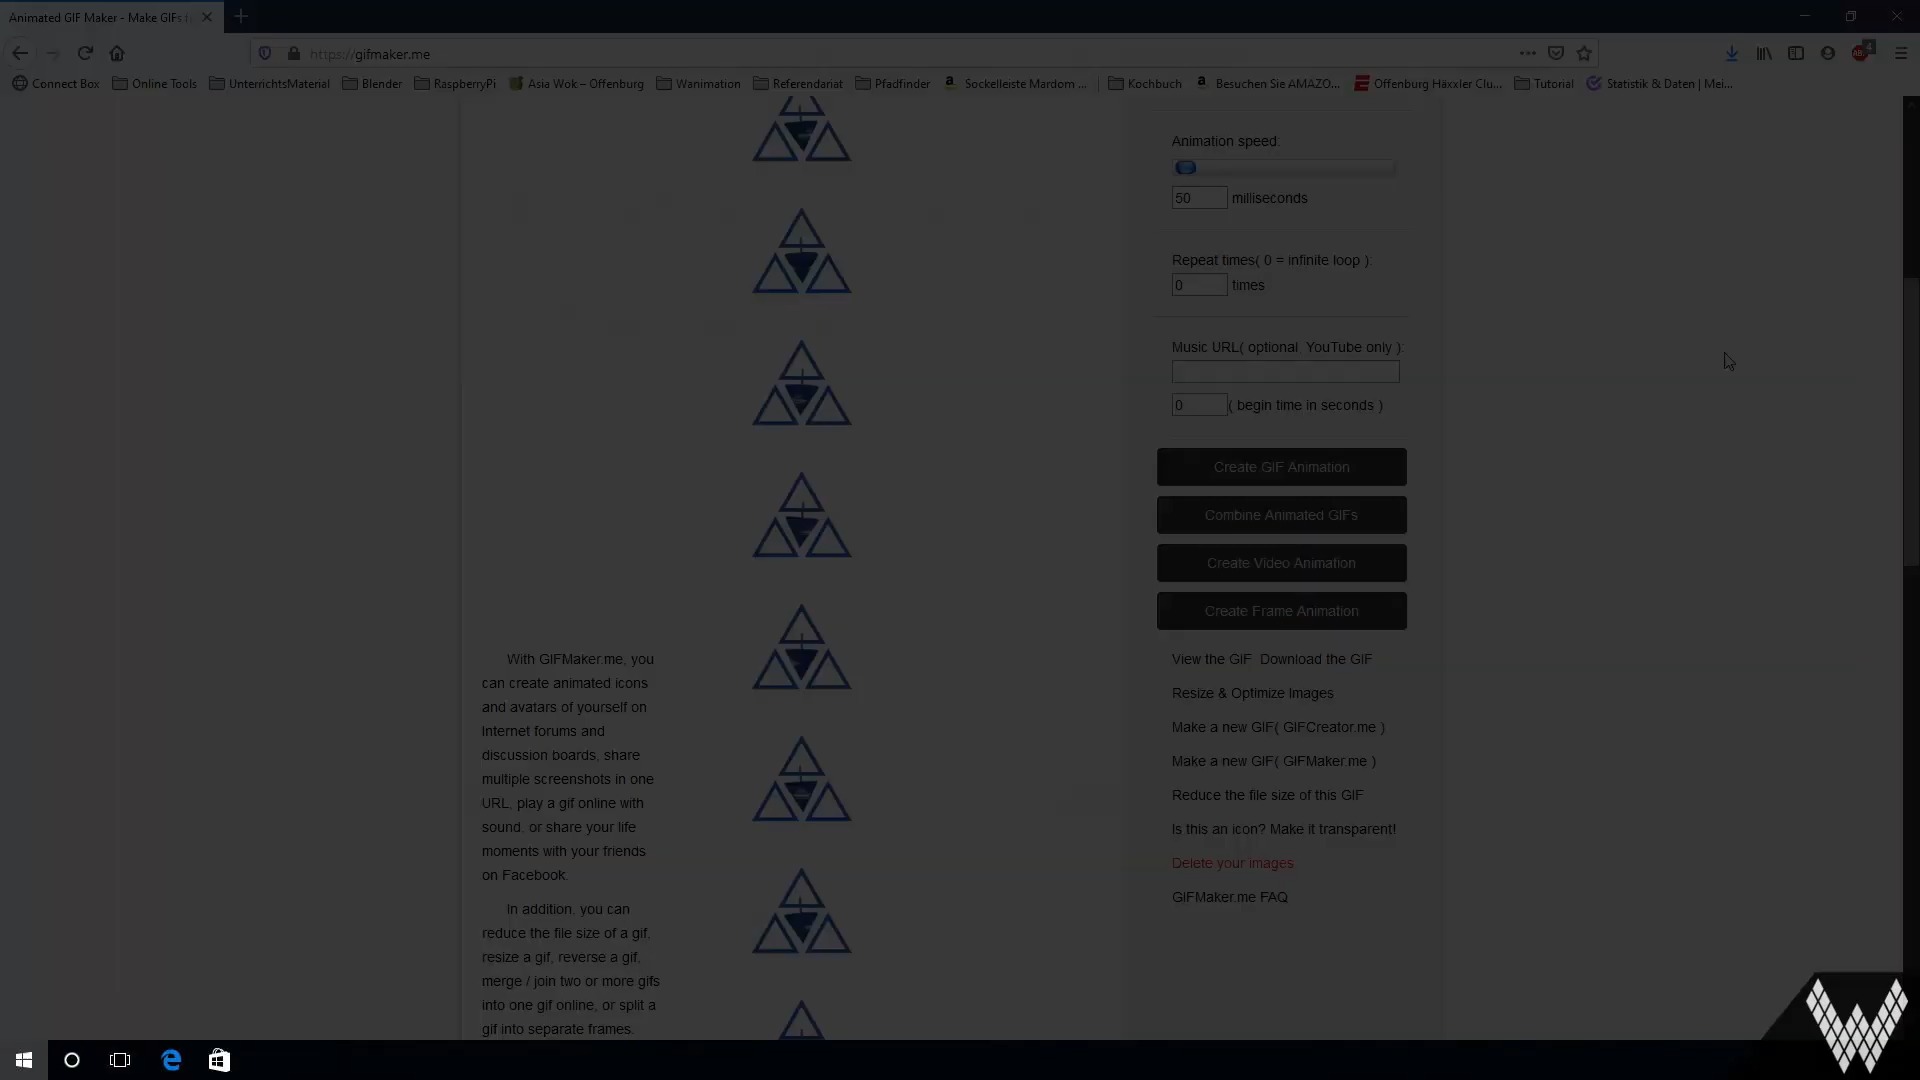 Animated GIF Maker - Make GIFs f
https://gifmaker.me
4
Connect Box
Online Tools
UnterrichtsMaterial
Blender
RaspberryPi
Asia Wok – Offenburg
Wanimation
Referendariat
Pfadfinder
Sockelleiste Mardom ...
Kochbuch
Besuchen Sie AMAZO...
Offenburg Häxxler Clu...
Tutorial
Statistik & Daten | Mei...
Animation speed:
50 milliseconds
Repeat times( 0 = infinite loop ):
0 times
Music URL( optional YouTube only ):
0 ( begin time in seconds )
Create GIF Animation
Combine Animated GIFs
Create Video Animation
Create Frame Animation
View the GIF Download the GIF
Resize & Optimize Images
Make a new GIF( GIFCreator.me )
Make a new GIF( GIFMaker.me )
Reduce the file size of this GIF
Is this an icon? Make it transparent!
Delete your images
GIFMaker.me FAQ
With GIFMaker.me, you
can create animated icons
and avatars of yourself on
Internet forums and
discussion boards, share
multiple screenshots in one
URL, play a gif online with
sound, or share your life
moments with your friends
on Facebook.
In addition, you can
reduce the file size of a gif,
resize a gif, reverse a gif,
merge / join two or more gifs
into one gif online, or split a
gif into separate frames.